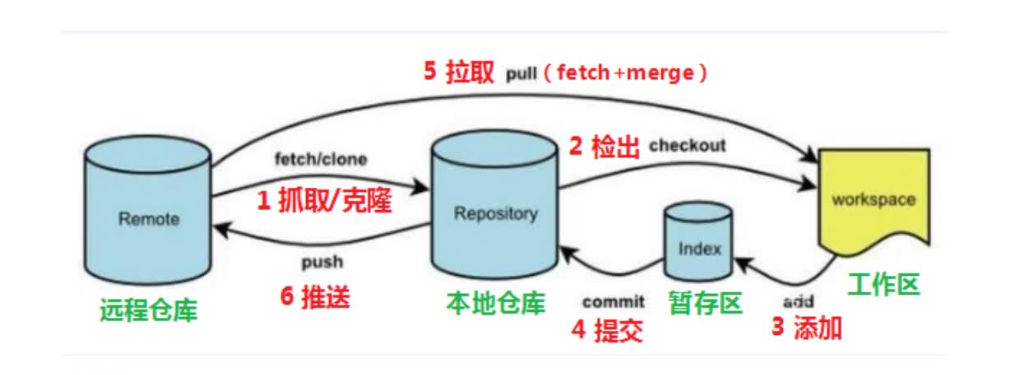 5 拉取 pull（fetch+merge）
fetch/clone
1 抓取/克隆
2 检出 checkout
Remote
Repository
workspace
Index
push
6 推送
远程仓库
本地仓库
commit
4 提交
暂存区
add
3 添加
工作区